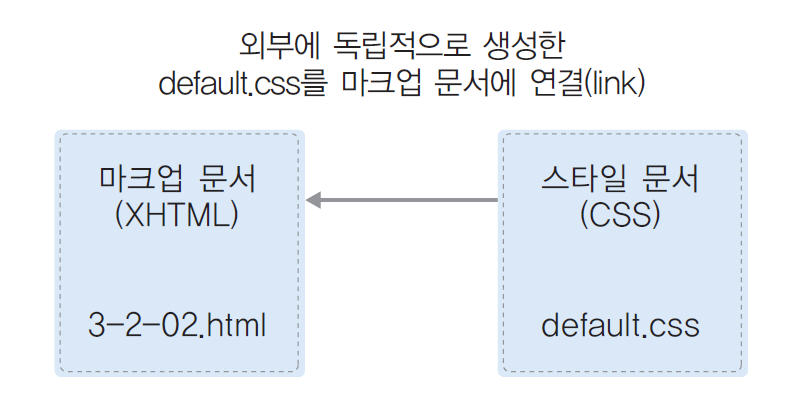 외부에 독립적으로 생성한
default.css를 마크업 문서에 연결(link)
마크업 문서
(XHTML)
3-2-02.html
스타일 문서
(CSS)
default.css